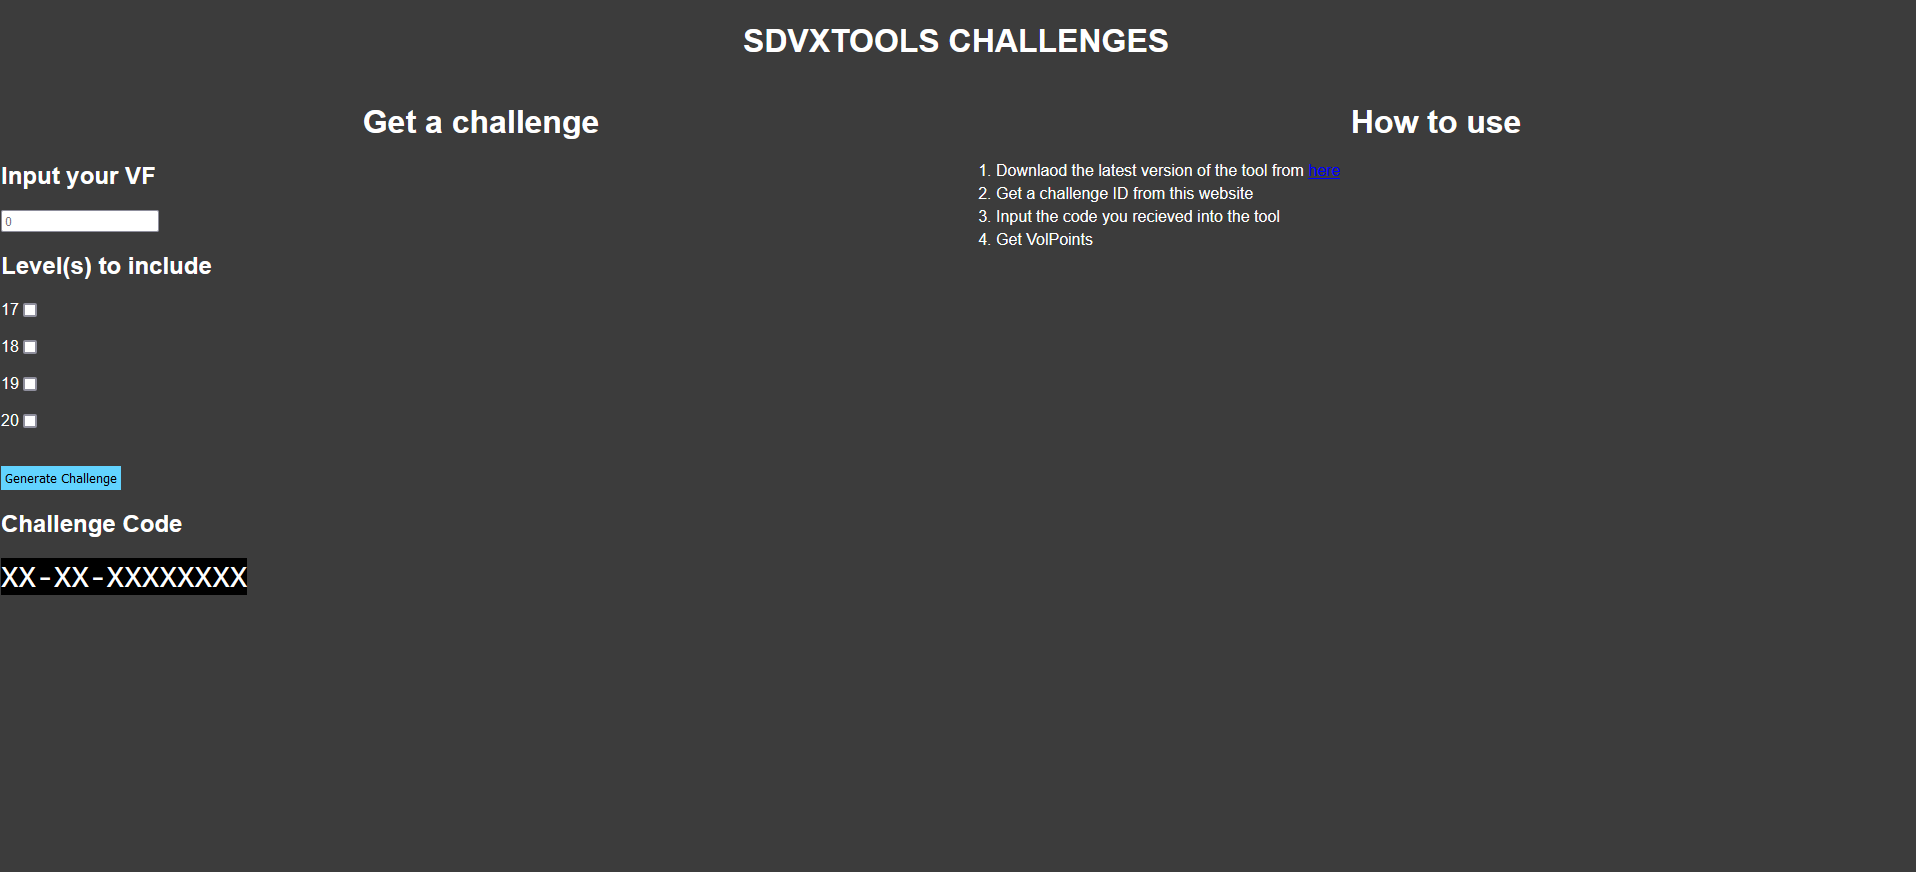 SDVXTOOLS CHALLENGES
Get a challenge
Input your VF
0
Level(s) to include
17
18
19
20
Generate Challenge
Challenge Code
XX-XX-XXXXXXXX
How to use
1. Downlaod the latest version of the tool from here
2. Get a challenge ID from this website
3. Input the code you recieved into the tool
4. Get VolPoints